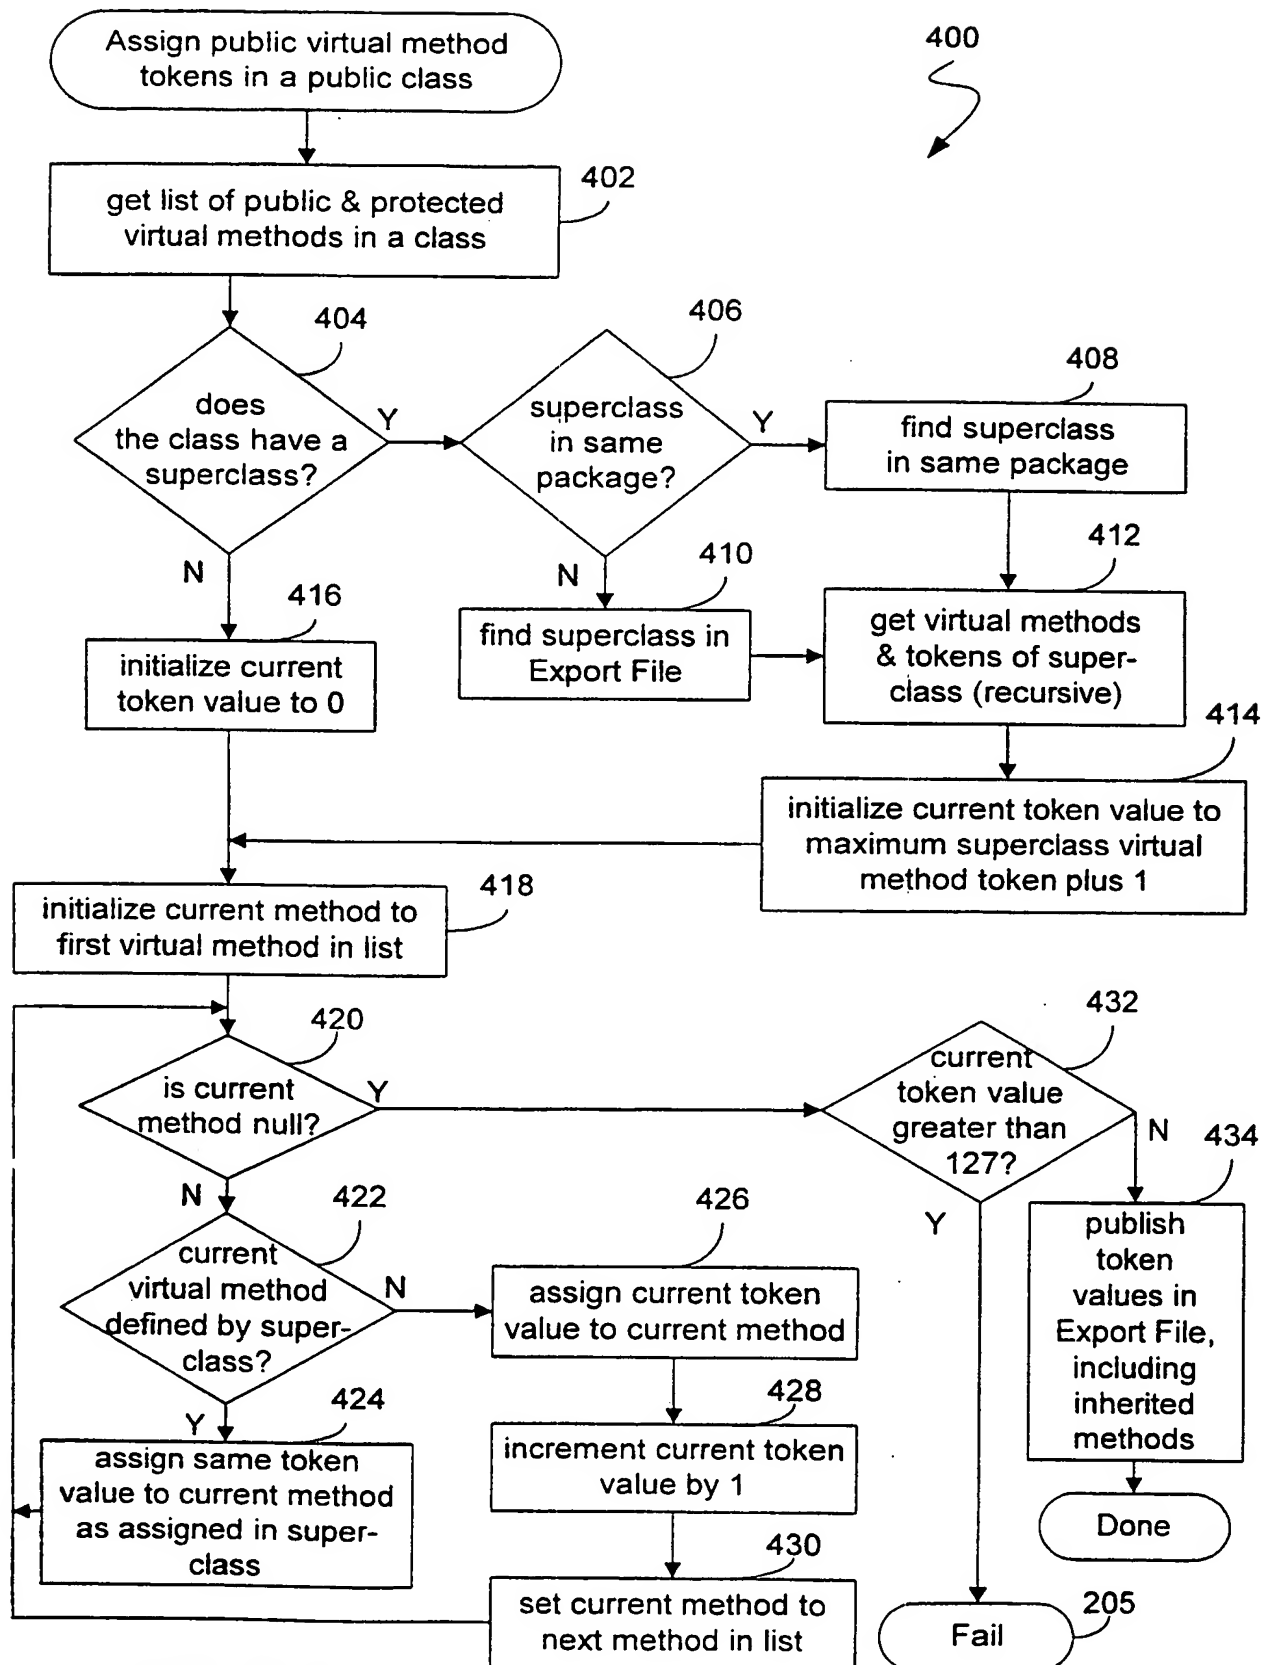 Assign public virtual method
tokens in a public class
400
402
get list of public & protected
virtual methods in a class
404
406
408
does
the class have a
superclass?
Y
superclass
in same
package?
Y
find superclass
in same package
N
416
N
410
412
initialize current
token value to 0
find superclass in
Export File
get virtual methods
& tokens of super-
class (recursive)
414
initialize current token value to
maximum superclass virtual
method token plus 1
418
initialize current method to
first virtual method in list
420
432
is current
method null?
Y
current
token value
greater than
127?
N
434
N
422
426
Y
publish
token
values in
Export File,
including
inherited
methods
current
virtual method
defined by super-
class?
N
assign current token
value to current method
Y
424
428
assign same token
value to current method
as assigned in super-
class
increment current token
value by 1
Done
430
set current method to
next method in list
Fail
205